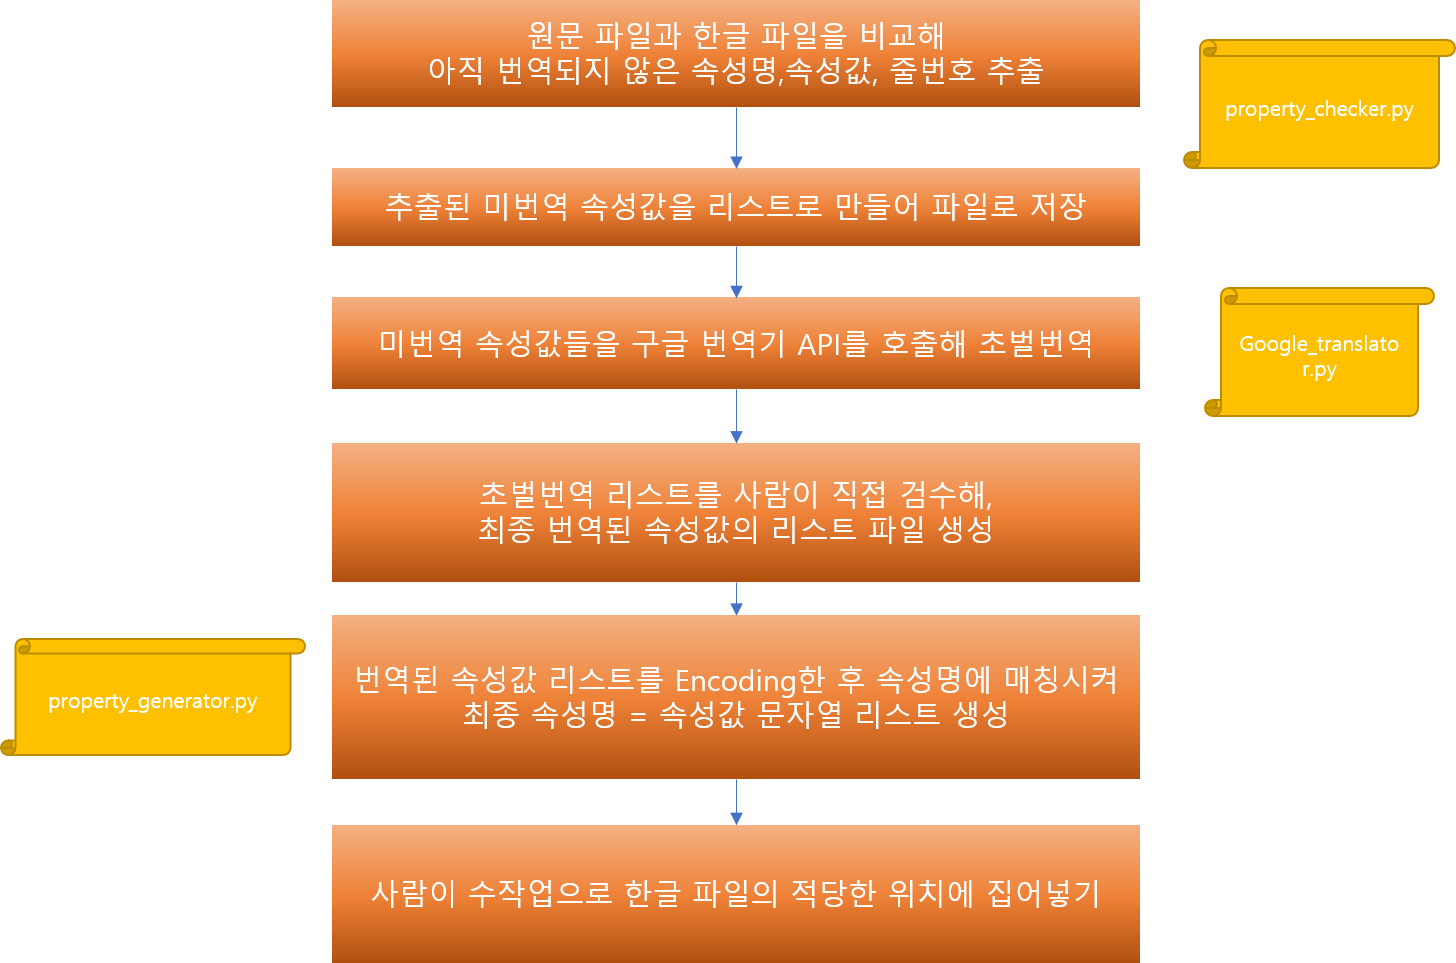 원문 파일과 한글 파일을 비교해
아직 번역되지 않은 속성명,속성값, 줄번호 추출
property_checker.py
추출된 미번역 속성값을 리스트로 만들어 파일로 저장
미번역 속성값들을 구글 번역기 API를 호출해 초벌번역
Google_translato
r.py
초벌번역 리스트를 사람이 직접 검수해,
최종 번역된 속성값의 리스트 파일 생성
번역된 속성값 리스트를 Encoding한 후 속성명에 매칭시켜
최종 속성명 = 속성값 문자열 리스트 생성
property_generator.py
사람이 수작업으로 한글 파일의 적당한 위치에 집어넣기